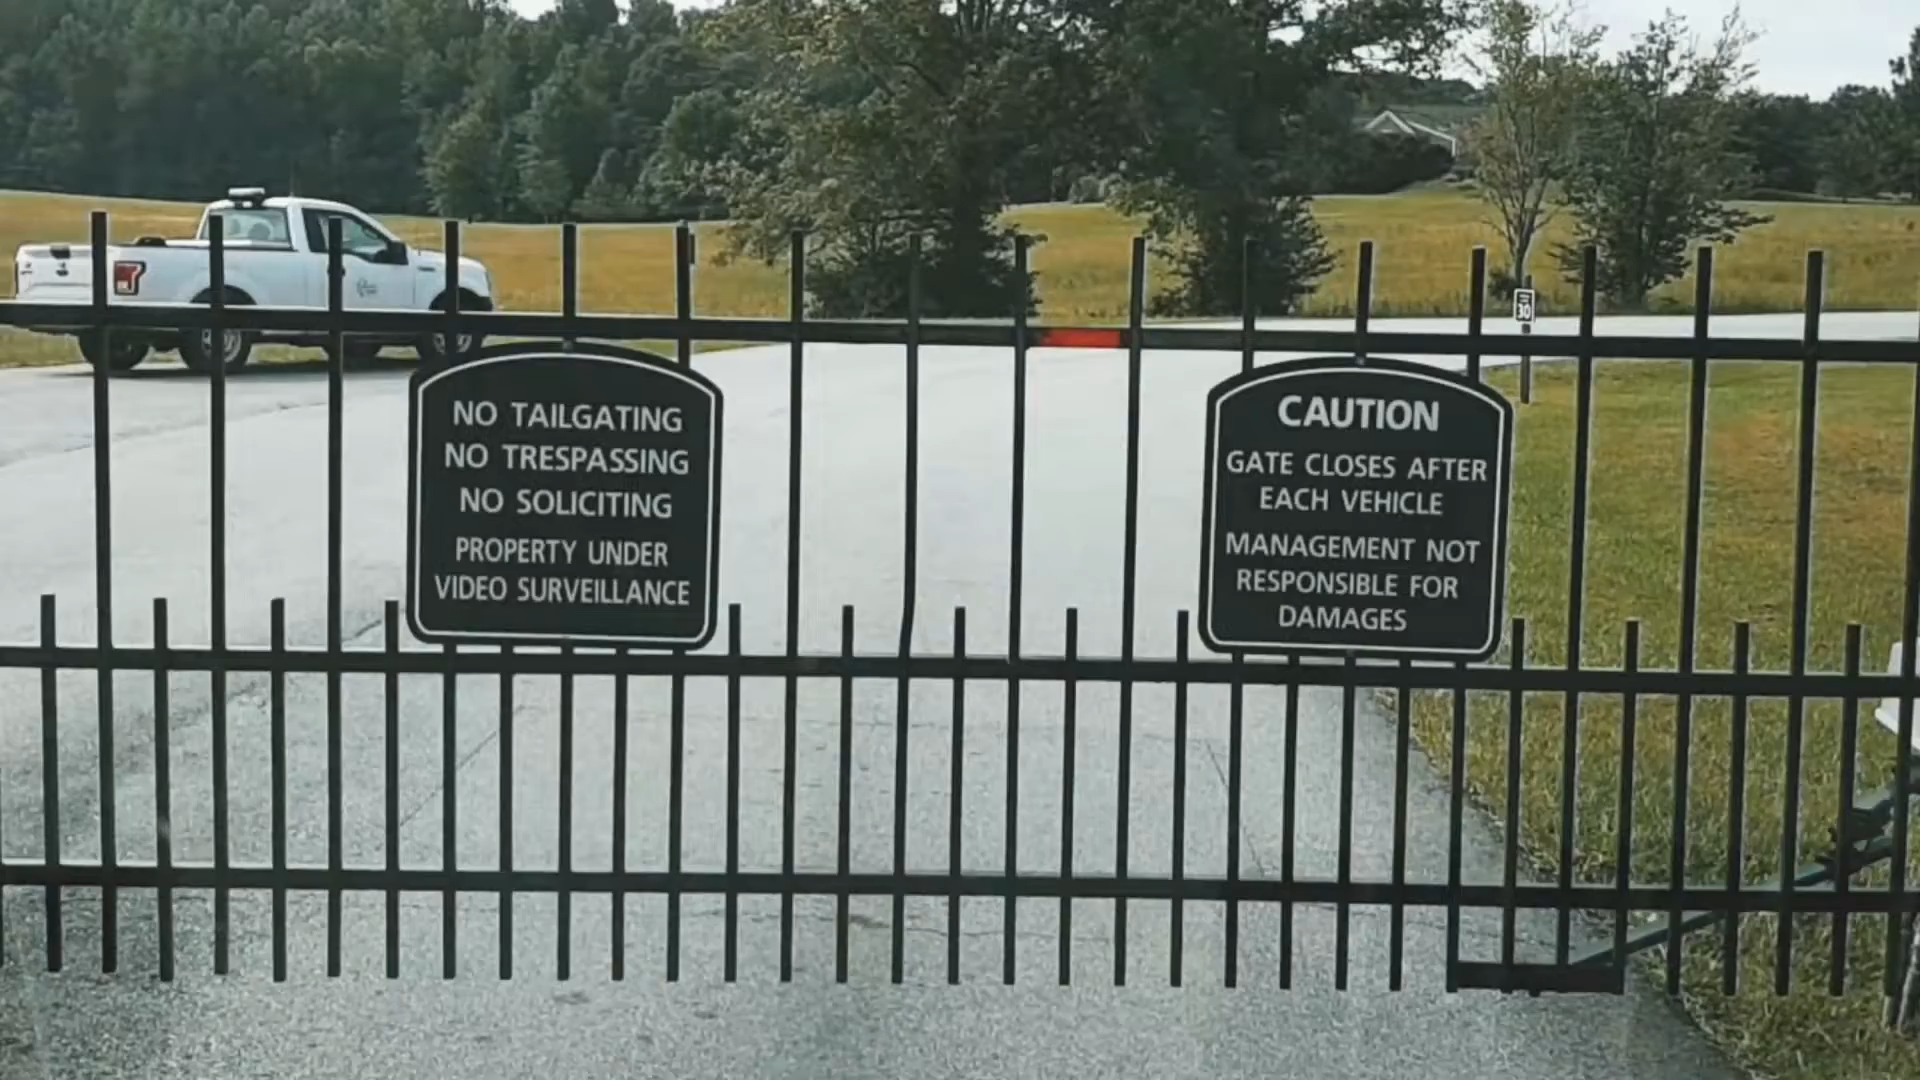 NO TAILGATING
NO TRESPASSING
NO SOLICITING
PROPERTY UNDER
VIDEO SURVEILLANCE
CAUTION
GATE CLOSES AFTER
EACH VEHICLE
MANAGEMENT NOT
RESPONSIBLE FOR
DAMAGES
30